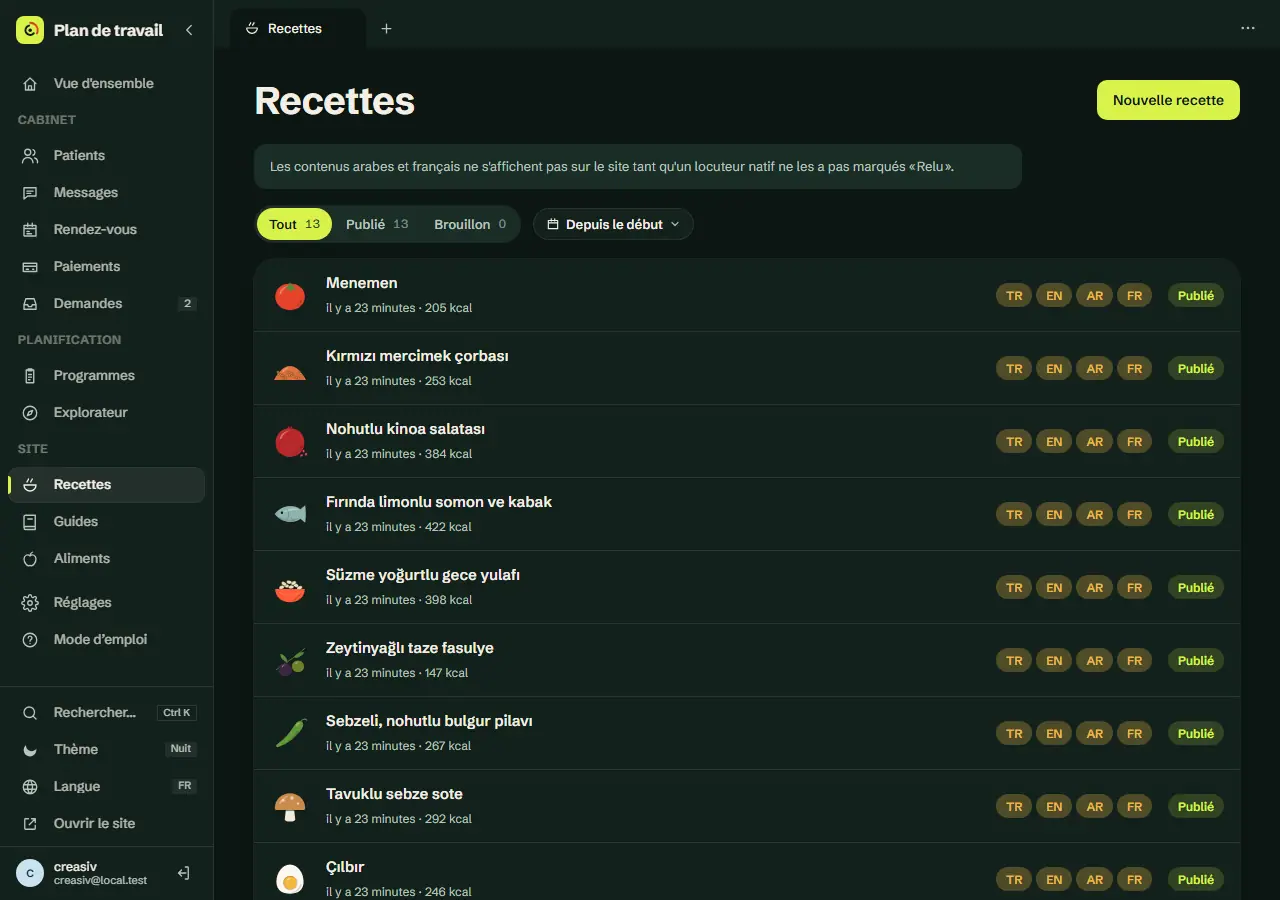 Plan de travail
Vue d'ensemble
CABINET
Patients
Messages
Rendez-vous
Paiements
Demandes 2
PLANIFICATION
Programmes
Explorateur
SITE
Recettes
Guides
Aliments
Réglages
Mode d'emploi
Rechercher... Ctrl K
Thème Nuit
Langue FR
Ouvrir le site
C creasiv
creasiv@local.test
Recettes
Recettes
Nouvelle recette
Les contenus arabes et français ne s'affichent pas sur le site tant qu'un locuteur natif ne les a pas marqués « Relu ».
Tout 13 Publié 13 Brouillon 0 Depuis le début
Menemen
il y a 23 minutes · 205 kcal
TR EN AR FR Publié
Kırmızı mercimek çorbası
il y a 23 minutes · 253 kcal
TR EN AR FR Publié
Nohutlu kinoa salatası
il y a 23 minutes · 384 kcal
TR EN AR FR Publié
Fırında limonlu somon ve kabak
il y a 23 minutes · 422 kcal
TR EN AR FR Publié
Süzme yoğurtlu gece yulafı
il y a 23 minutes · 398 kcal
TR EN AR FR Publié
Zeytinyağlı taze fasulye
il y a 23 minutes · 147 kcal
TR EN AR FR Publié
Sebzeli, nohutlu bulgur pilavı
il y a 23 minutes · 267 kcal
TR EN AR FR Publié
Tavuklu sebze sote
il y a 23 minutes · 292 kcal
TR EN AR FR Publié
Çılbır
il y a 23 minutes · 246 kcal
TR EN AR FR Publié